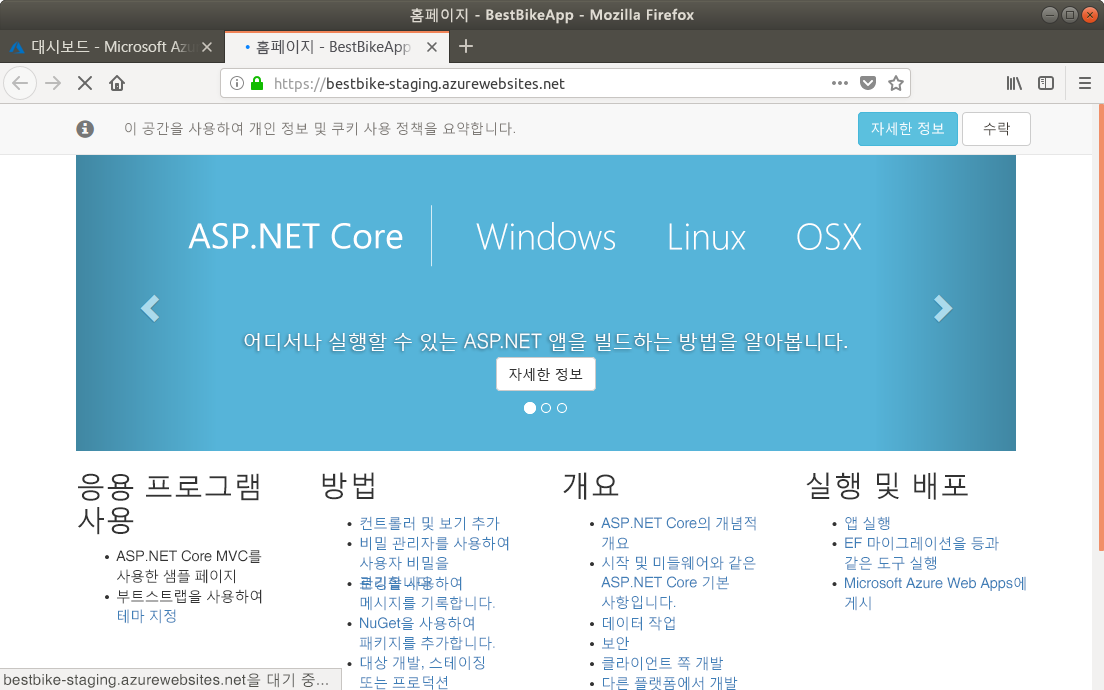 홈페이지 - BestBikeApp - Mozilla Firefox
대시보드 - Microsoft Azu
홈페이지 - BestBikeApp
https://bestbike-staging.azurewebsites.net
이 공간을 사용하여 개인 정보 및 쿠키 사용 정책을 요약합니다.
자세한 정보
수락
ASP.NET Core
Windows
Linux
OSX
어디서나 실행할 수 있는 ASP.NET 앱을 빌드하는 방법을 알아봅니다.
자세한 정보
응용 프로그램
사용
ASP.NET Core MVC를
사용한 샘플 페이지
부트스트랩을 사용하여
테마 지정
방법
컨트롤러 및 보기 추가
비밀 관리자를 사용하여
사용자 비밀을
사용하여
메시지를 기록합니다.
NuGet을 사용하여
패키지를 추가합니다.
대상 개발, 스테이징
또는 프로덕션
개요
ASP.NET Core의 개념적
개요
시작 및 미들웨어와 같은
ASP.NET Core 기본
사항입니다.
데이터 작업
보안
클라이언트 쪽 개발
다른 플랫폼에서 개발
실행 및 배포
앱 실행
EF 마이그레이션을 등과
같은 도구 실행
Microsoft Azure Web Apps에
게시
bestbike-staging.azurewebsites.net을 대기 중...